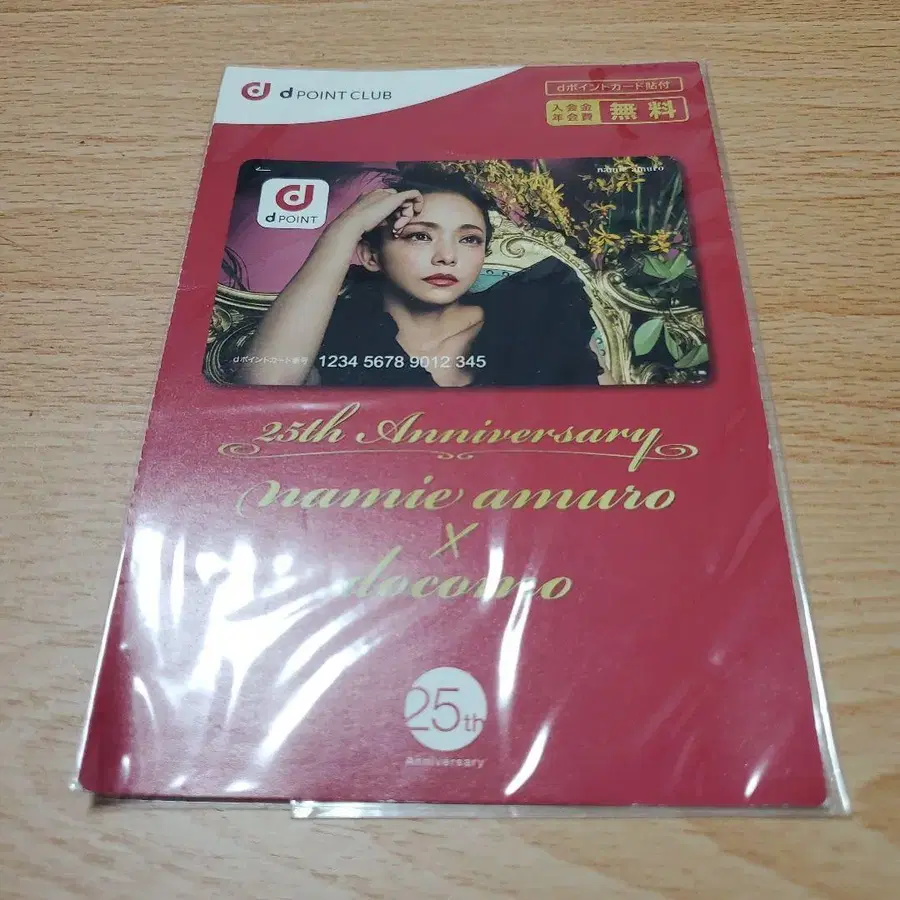 d POINT CLUB
dポイントカード貼付
入会金
年会費
無料
namie amuro
d POINT
dポイントカード番号 1234 5678 9012 345
25th Anniversary
namie amuro
×
docomo
25th
Anniversary